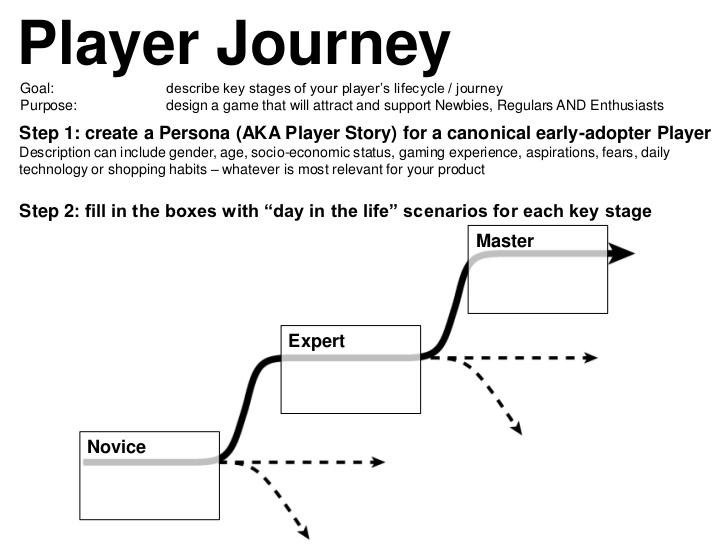 Player Journey
Goal: describe key stages of your player's lifecycle / journey
Purpose: design a game that will attract and support Newbies, Regulars AND Enthusiasts
Step 1: create a Persona (AKA Player Story) for a canonical early-adopter Player
Description can include gender, age, socio-economic status, gaming experience, aspirations, fears, daily
technology or shopping habits – whatever is most relevant for your product
Step 2: fill in the boxes with “day in the life” scenarios for each key stage
Master
Expert
Novice